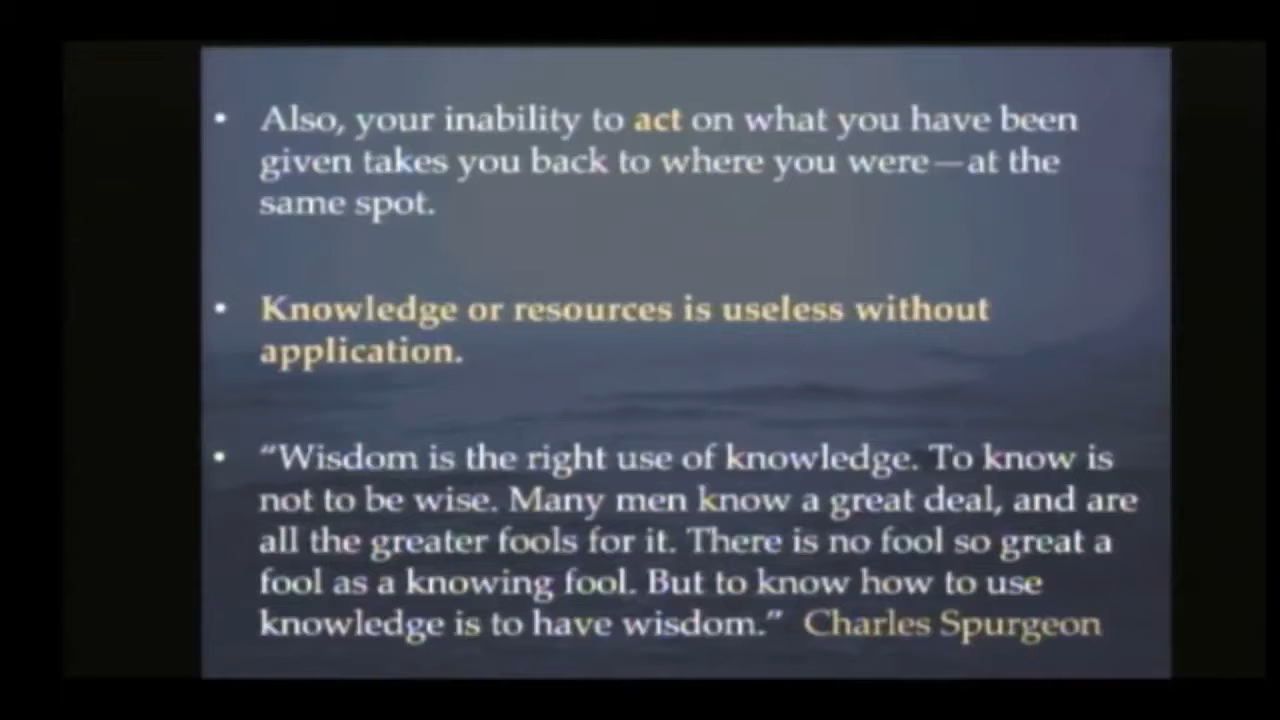 • Also, your inability to act on what you have been
given takes you back to where you were—at the
same spot.
• Knowledge or resources is useless without
application.
• “Wisdom is the right use of knowledge. To know is
not to be wise. Many men know a great deal, and are
all the greater fools for it. There is no fool so great a
fool as a knowing fool. But to know how to use
knowledge is to have wisdom.” Charles Spurgeon